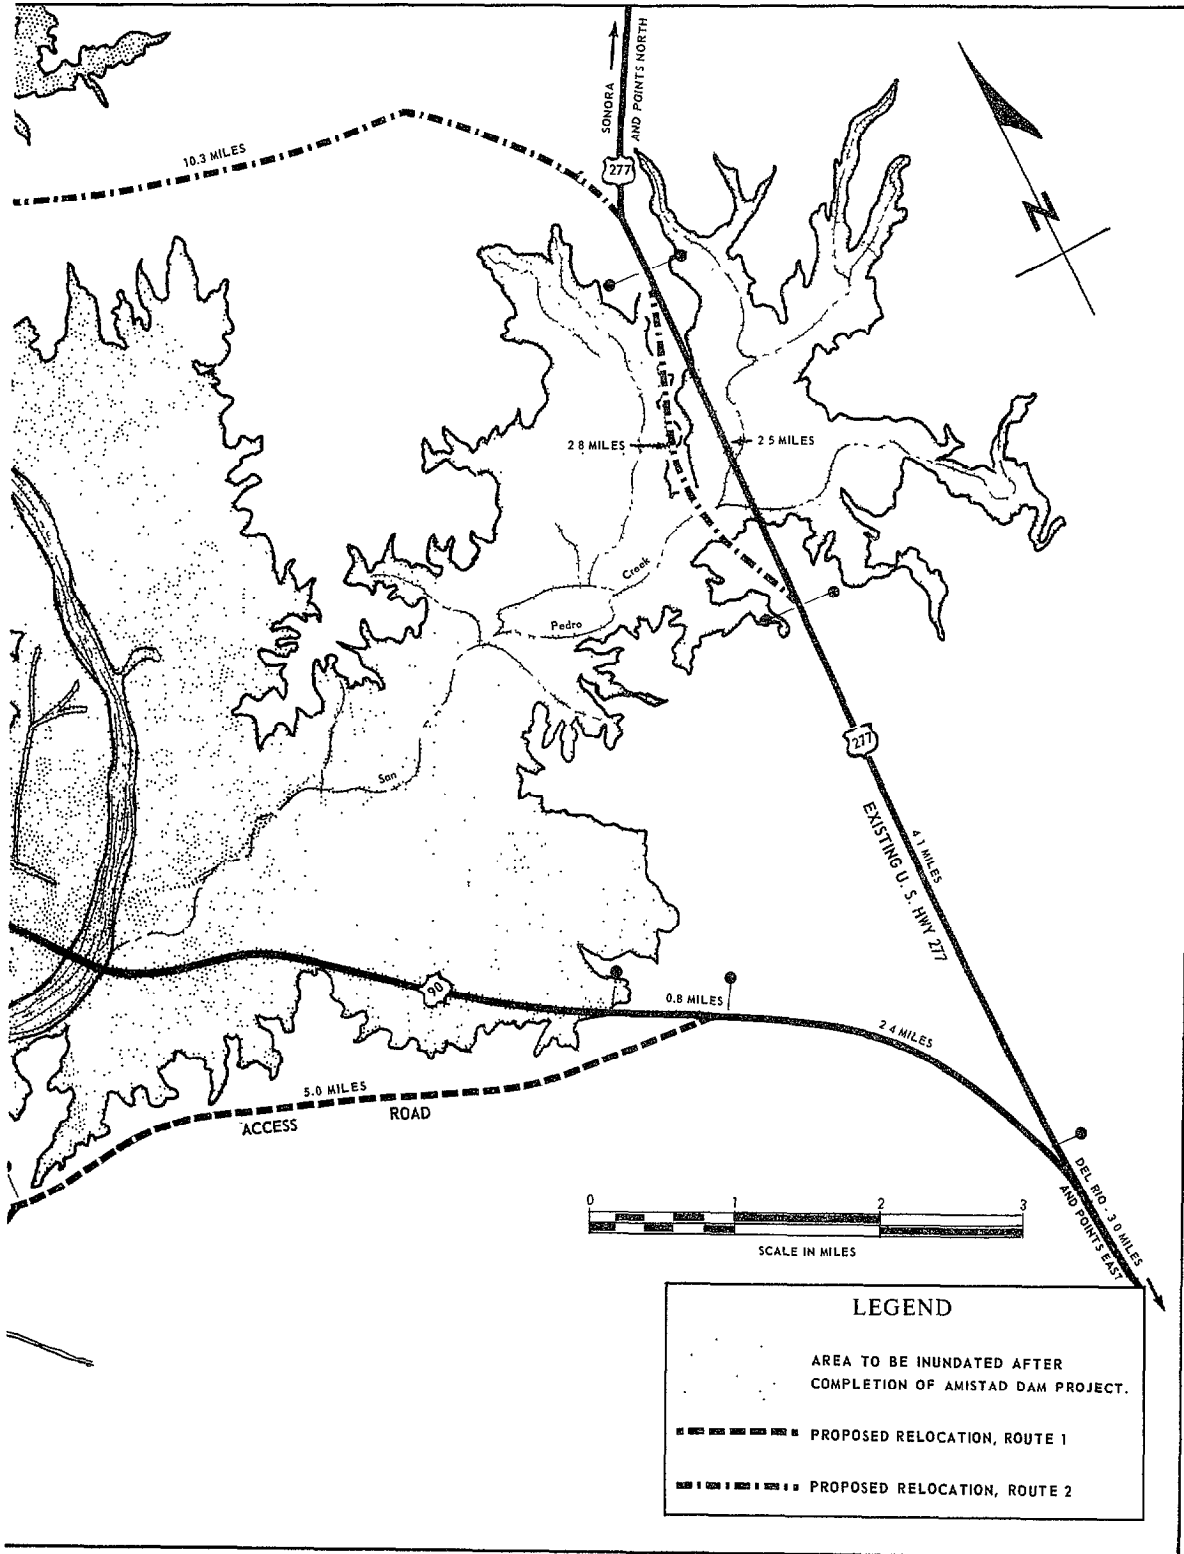 SONORA
AND POINTS NORTH
277
10.3 MILES
N
2 8 MILES
2 5 MILES
Creek
Pedro
San
277
4 1 MILES
EXISTING U. S. HWY 277
90
0.8 MILES
2 4 MILES
5.0 MILES
ACCESS ROAD
DEL RIO - 3 0 MILES
AND POINTS EAST
0 1 2 3
SCALE IN MILES
LEGEND
AREA TO BE INUNDATED AFTER
COMPLETION OF AMISTAD DAM PROJECT.
PROPOSED RELOCATION, ROUTE 1
PROPOSED RELOCATION, ROUTE 2